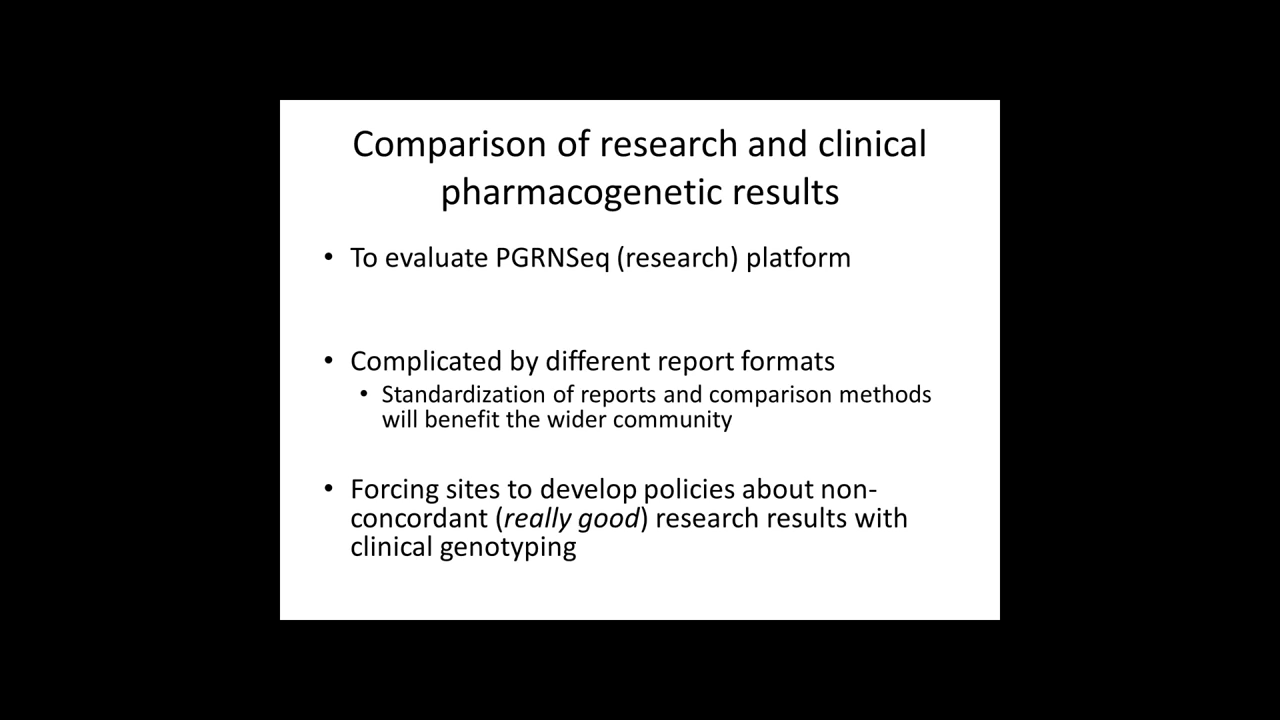 Comparison of research and clinical
pharmacogenetic results
• To evaluate PGRNSeq (research) platform
• Complicated by different report formats
• Standardization of reports and comparison methods
will benefit the wider community
• Forcing sites to develop policies about non-
concordant (really good) research results with
clinical genotyping